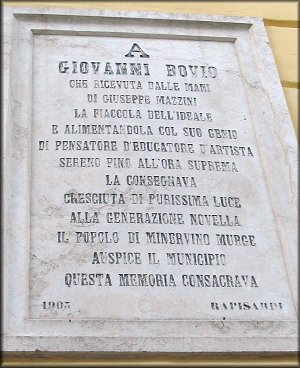 A
GIOVANNI BOVIO
CHE RICEVUTA DALLE MANI
DI GIUSEPPE MAZZINI
LA FIACCOLA DELL'IDEALE
E ALIMENTANDOLA COL SUO GENIO
DI PENSATORE D'EDUCATORE D'ARTISTA
SERENO FINO ALL'ORA SUPREMA
LA CONSEGNAVA
CRESCIUTA DI PURISSIMA LUCE
ALLA GENERAZIONE NOVELLA
IL POPOLO DI MINERVINO MURGE
AUSPICE IL MUNICIPIO
QUESTA MEMORIA CONSACRAVA
1905 RAPISARDI